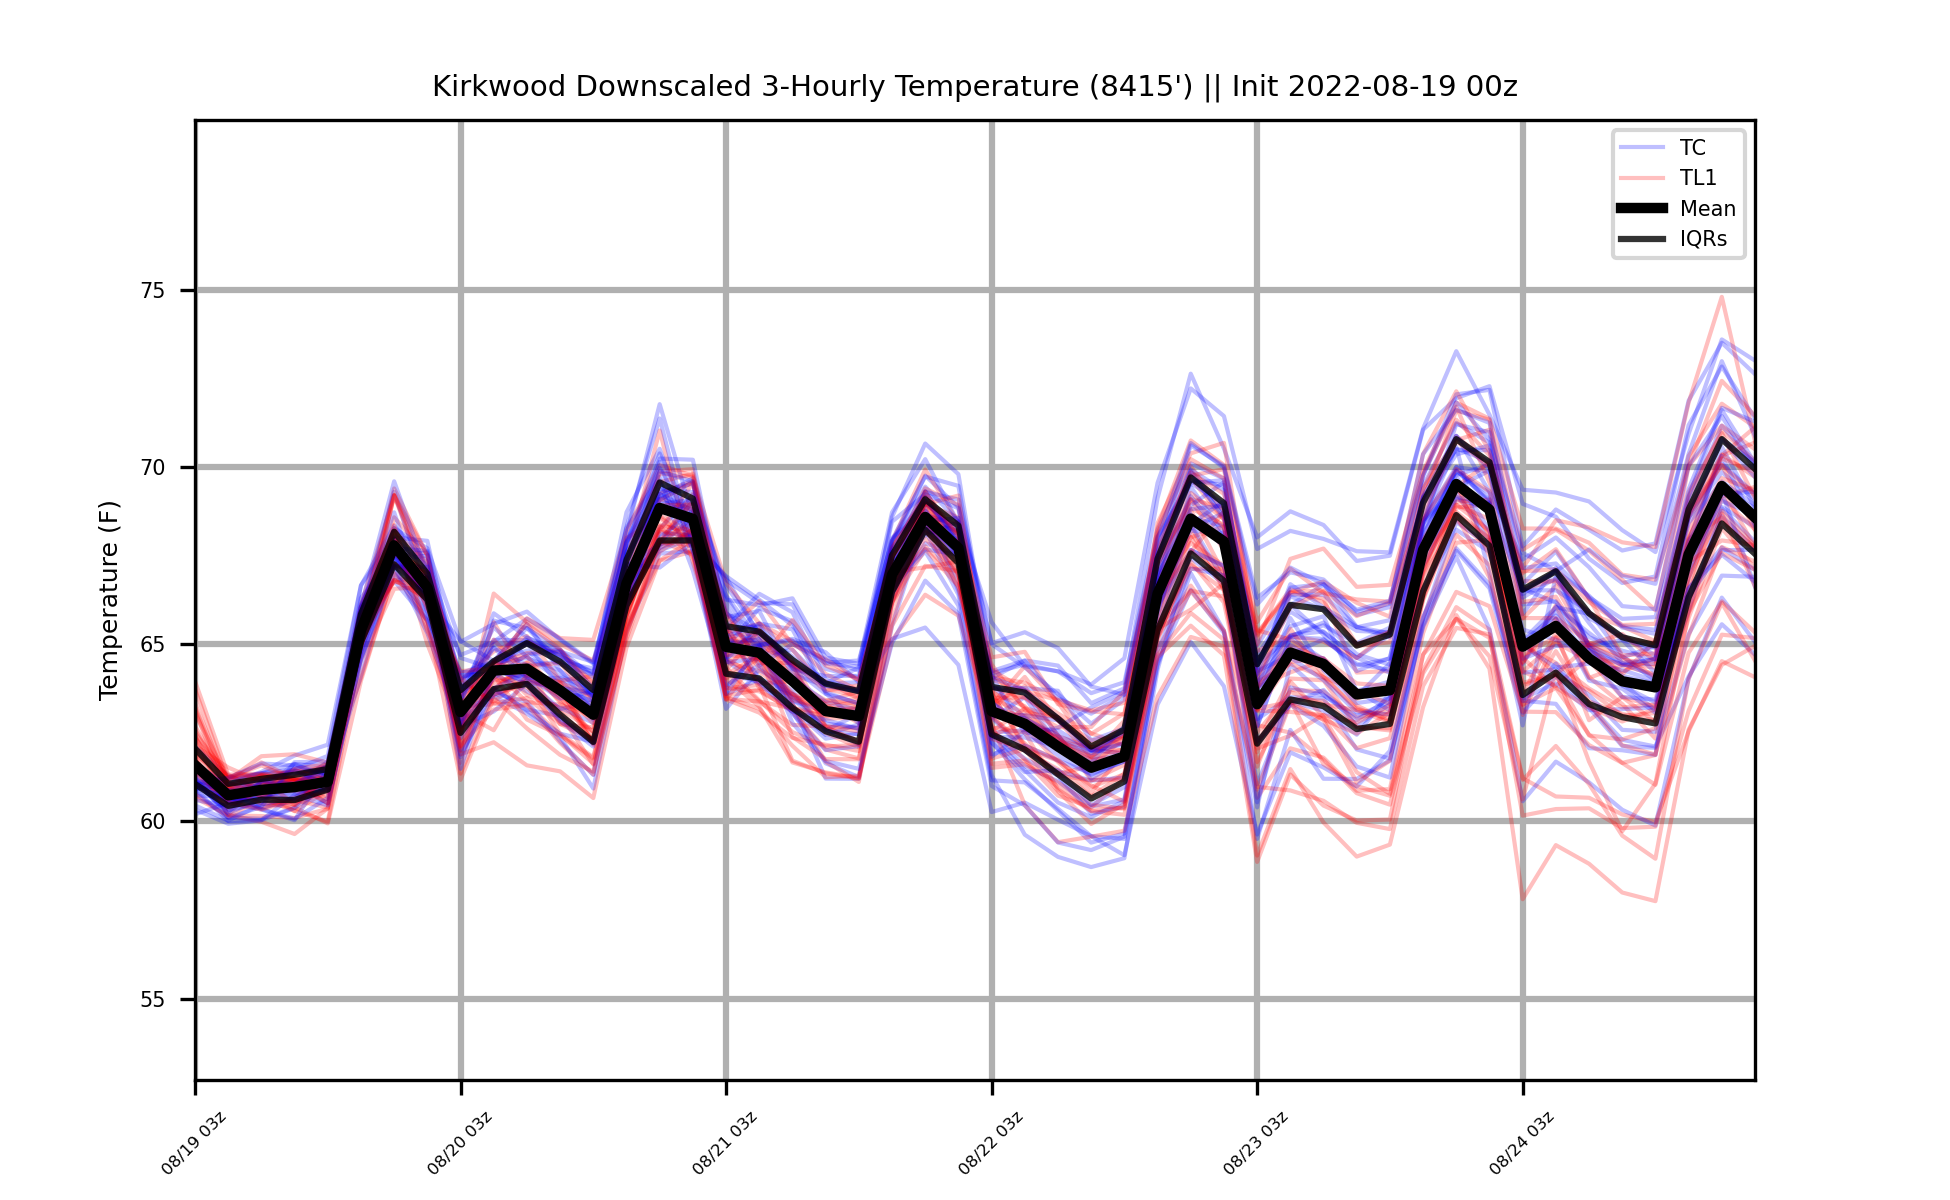 Kirkwood Downscaled 3-Hourly Temperature (8415') || Init 2022-08-19 00z
TC
TL1
Mean
IQRs
Temperature (F)
75
70
65
60
55
08/19 03z
08/20 03z
08/21 03z
08/22 03z
08/23 03z
08/24 03z